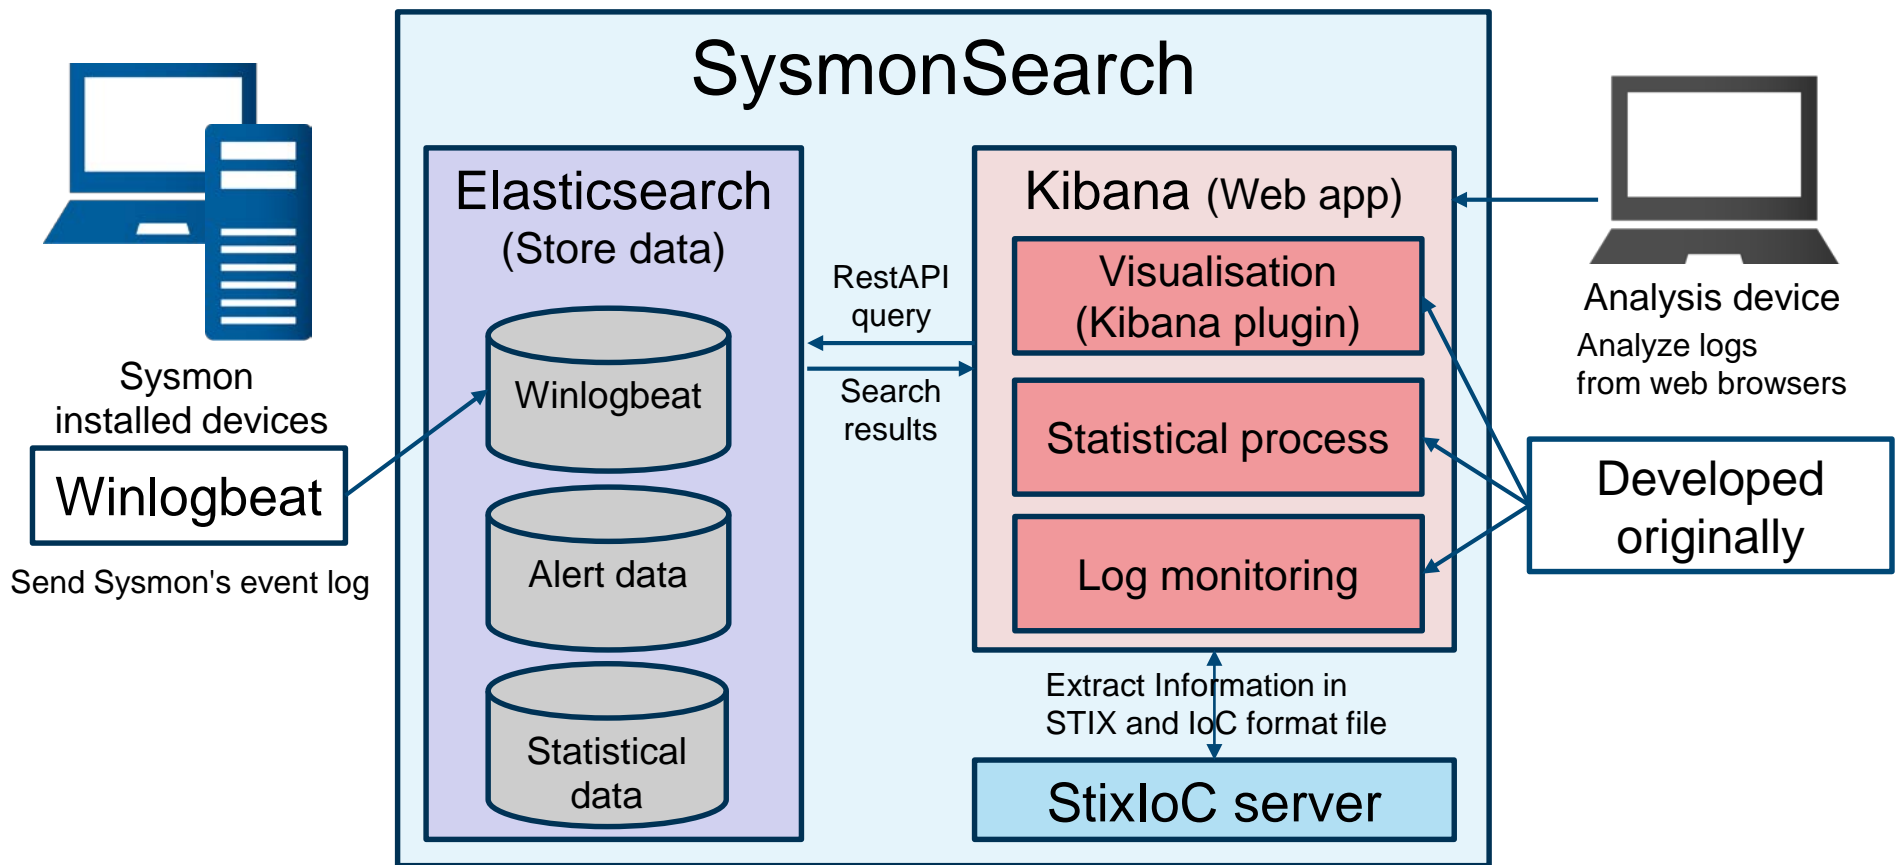 SysmonSearch
Sysmon
installed devices
Winlogbeat
Send Sysmon's event log
Elasticsearch
(Store data)
Winlogbeat
Alert data
Statistical
data
RestAPI
query
Search
results
Kibana (Web app)
Visualisation
(Kibana plugin)
Statistical process
Log monitoring
Extract Information in
STIX and IoC format file
StixIoC server
Analysis device
Analyze logs
from web browsers
Developed
originally